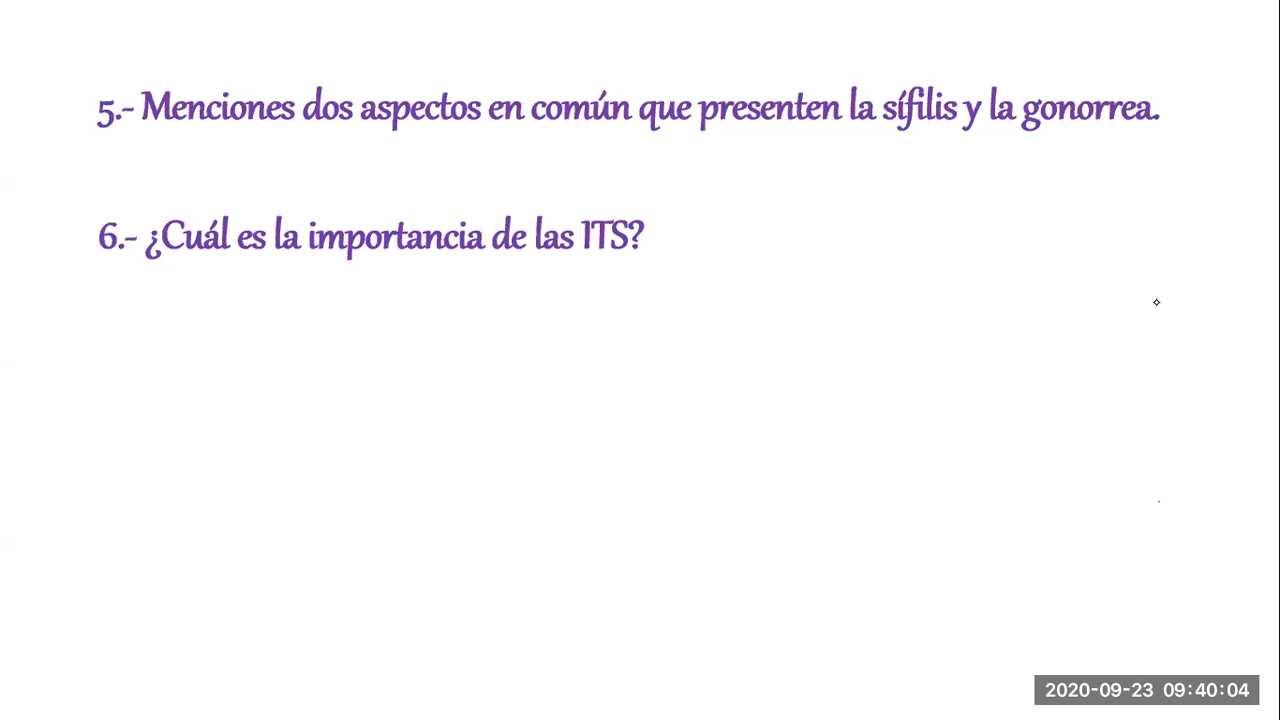 5.- Menciones dos aspectos en común que presenten la sífilis y la gonorrea.
6.- ¿Cuál es la importancia de las ITS?
2020-09-23 09:40:04